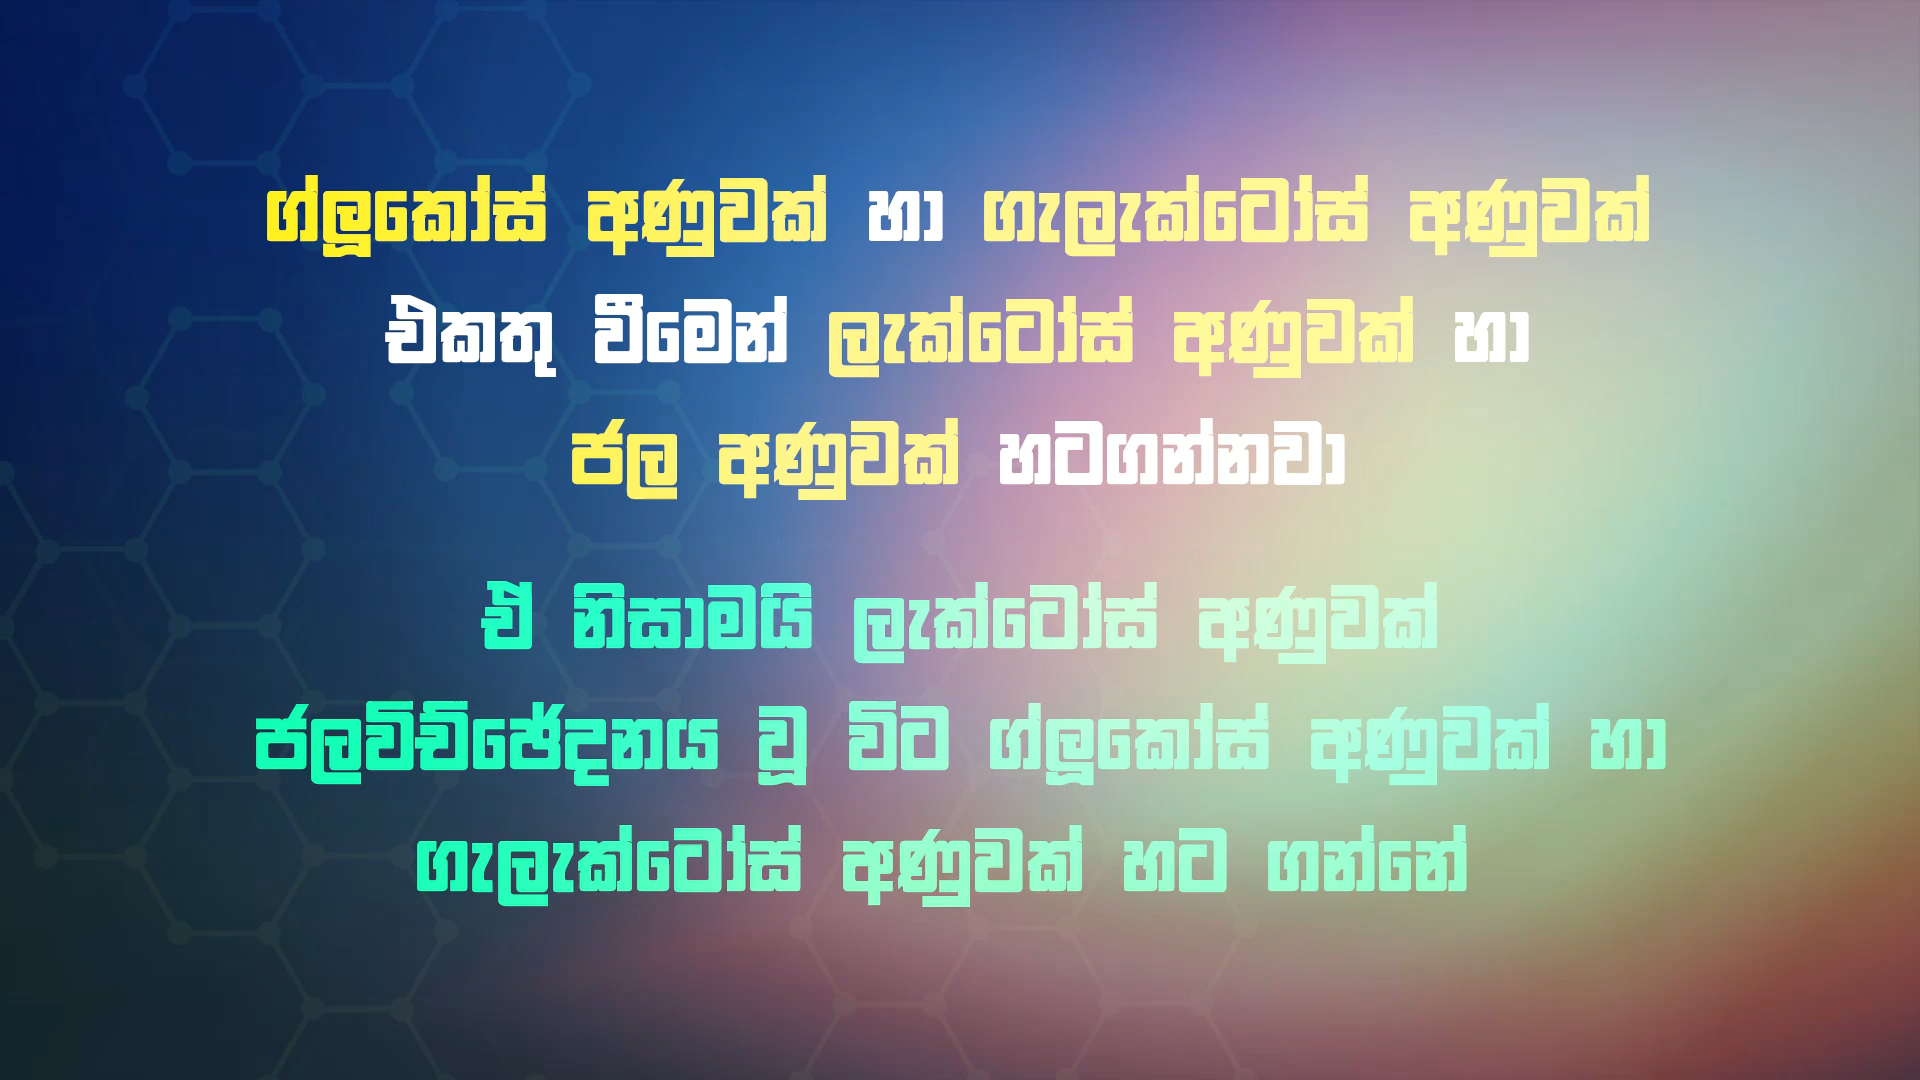 ග්ලූකෝස් අණුවක් හා ගැලැක්ටෝස් අණුවක්
එකතු වීමෙන් ලැක්ටෝස් අණුවක් හා
ජල අණුවක් හටගන්නවා
ඒ නිසාමයි ලැක්ටෝස් අණුවක්
ජලවිච්ඡේදනය වූ විට ග්ලූකෝස් අණුවක් හා
ගැලැක්ටෝස් අණුවක් හට ගන්නේ